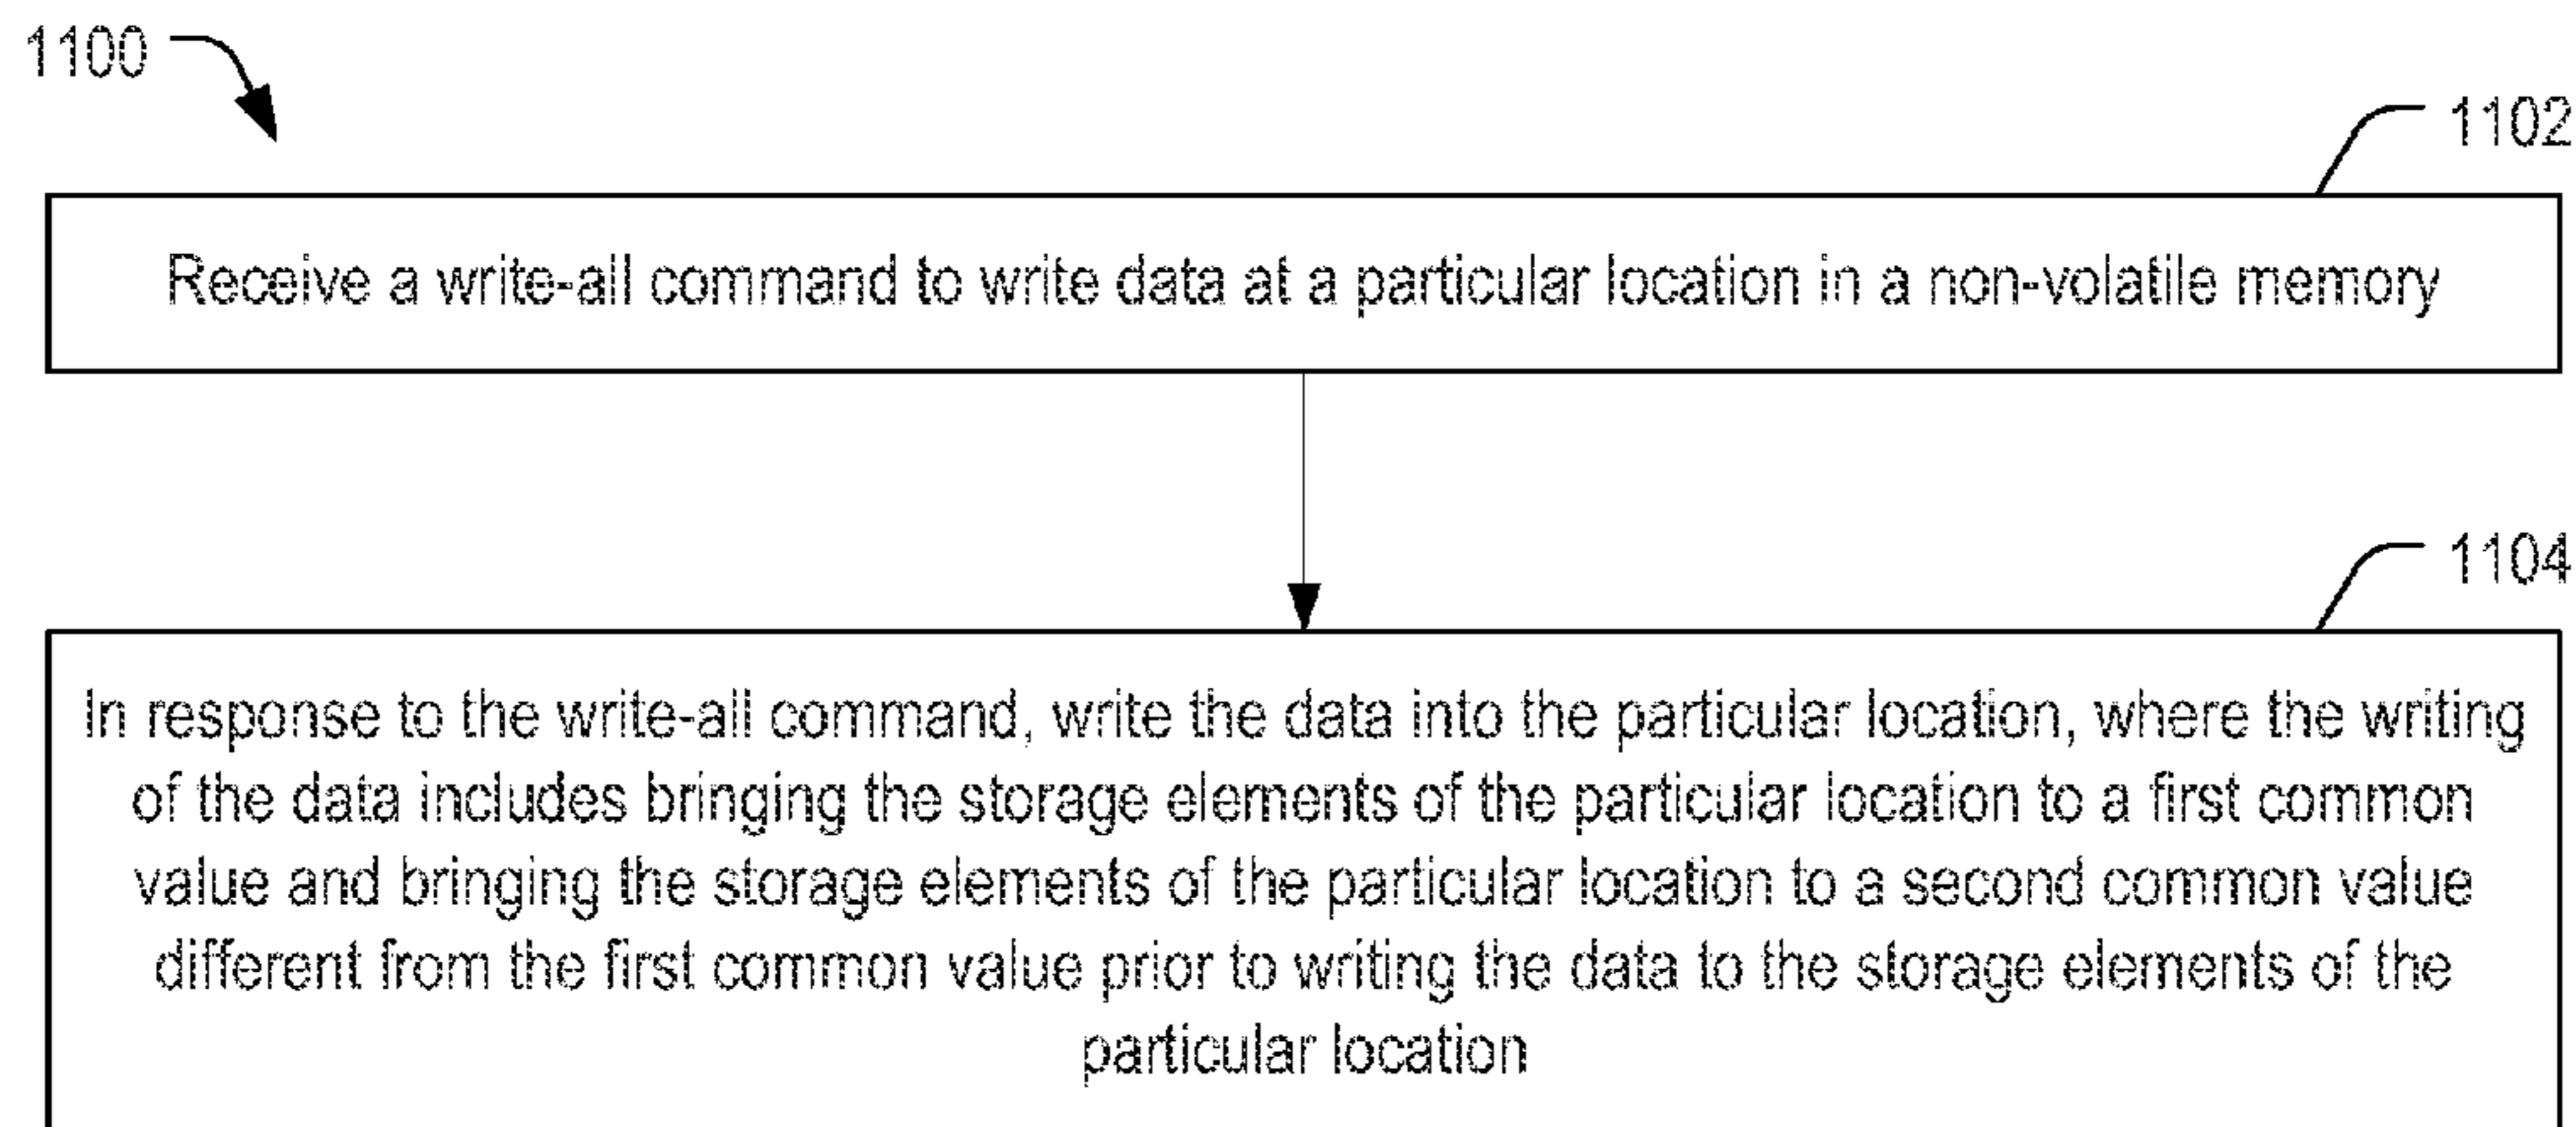 1100
1102
Receive a write-all command to write data at a particular location in a non-volatile memory
1104
In response to the write-all command, write the data into the particular location, where the writing
of the data includes bringing the storage elements of the particular location to a first common
value and bringing the storage elements of the particular location to a second common value
different from the first common value prior to writing the data to the storage elements of the
particular location